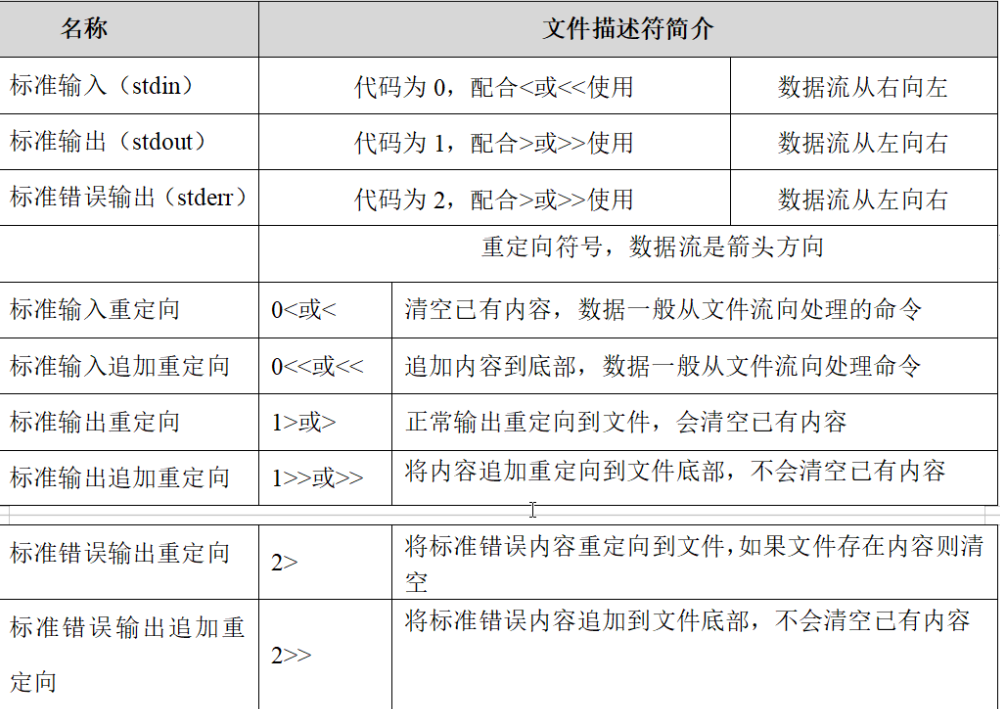 名称 文件描述符简介
标准输入（stdin） 代码为 0，配合<或<<使用 数据流从右向左
标准输出（stdout） 代码为 1，配合>或>>使用 数据流从左向右
标准错误输出（stderr） 代码为 2，配合>或>>使用 数据流从左向右
重定向符号，数据流是箭头方向
标准输入重定向 0<或< 清空已有内容，数据一般从文件流向处理的命令
标准输入追加重定向 0<<或<< 追加内容到底部，数据一般从文件流向处理命令
标准输出重定向 1>或> 正常输出重定向到文件，会清空已有内容
标准输出追加重定向 1>>或>> 将内容追加重定向到文件底部，不会清空已有内容
标准错误输出重定向 2> 将标准错误内容重定向到文件，如果文件存在内容则清
空
标准错误输出追加重 2>> 将标准错误内容追加到文件底部，不会清空已有内容
定向